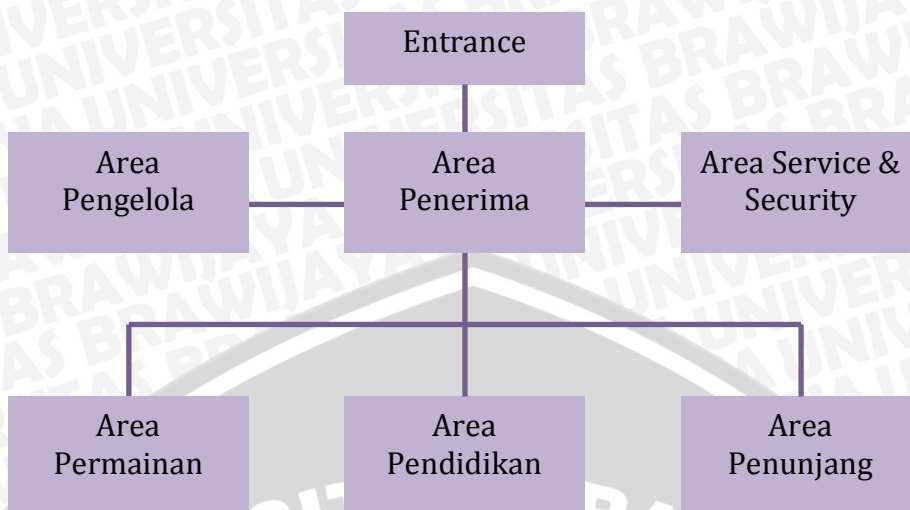 Entrance
Area
Pengelola
Area
Penerima
Area Service &
Security
Area
Permainan
Area
Pendidikan
Area
Penunjang